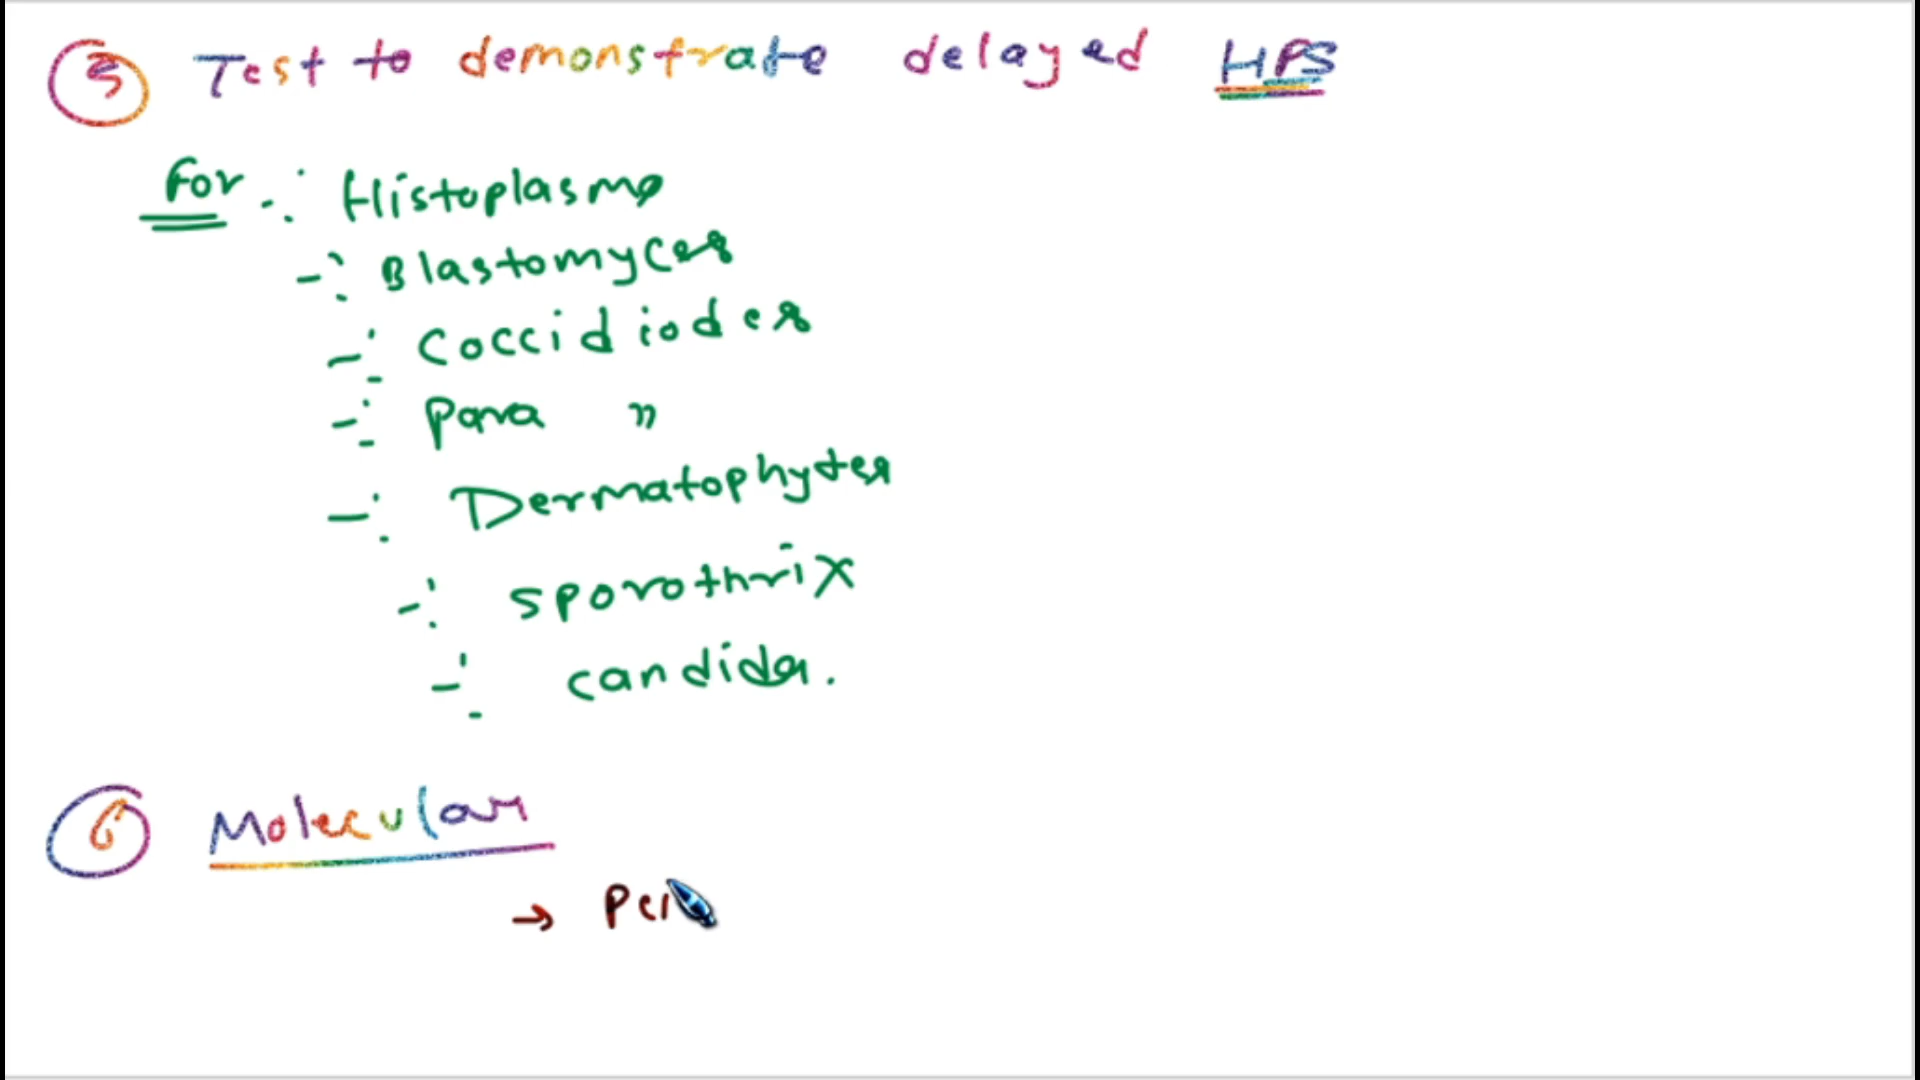 5 Test to demonstrate delayed HPS
For -: Histoplasma
-: Blastomyces
-: Coccidiodes
-: Para "
-: Dermatophytes
-: Sporothrix
-: candida.
6 Molecular
→ PCR